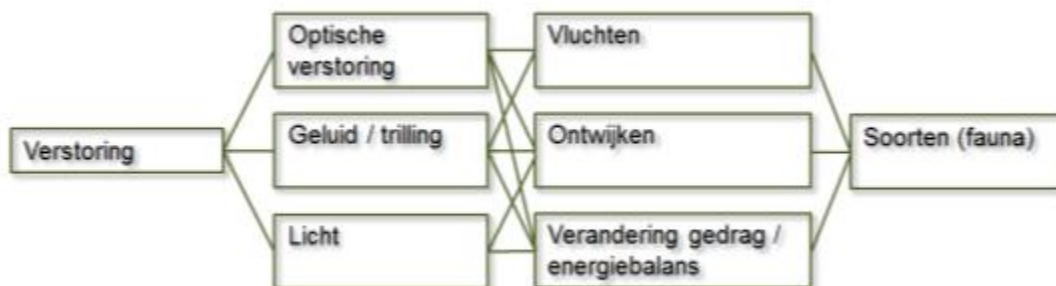 Verstoring
Optische
verstoring
Geluid / trilling
Licht
Vluchten
Ontwijken
Verandering gedrag /
energiebalans
Soorten (fauna)